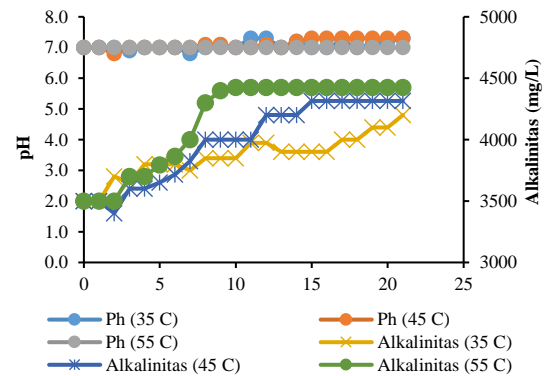 8.0
7.0
6.0
5.0
4.0
3.0
2.0
1.0
0.0
pH
5000
4500
4000
3500
3000
Alkalinitas (mg/L)
0 5 10 15 20 25
Ph (35 C) Ph (45 C)
Ph (55 C) Alkalinitas (35 C)
Alkalinitas (45 C) Alkalinitas (55 C)